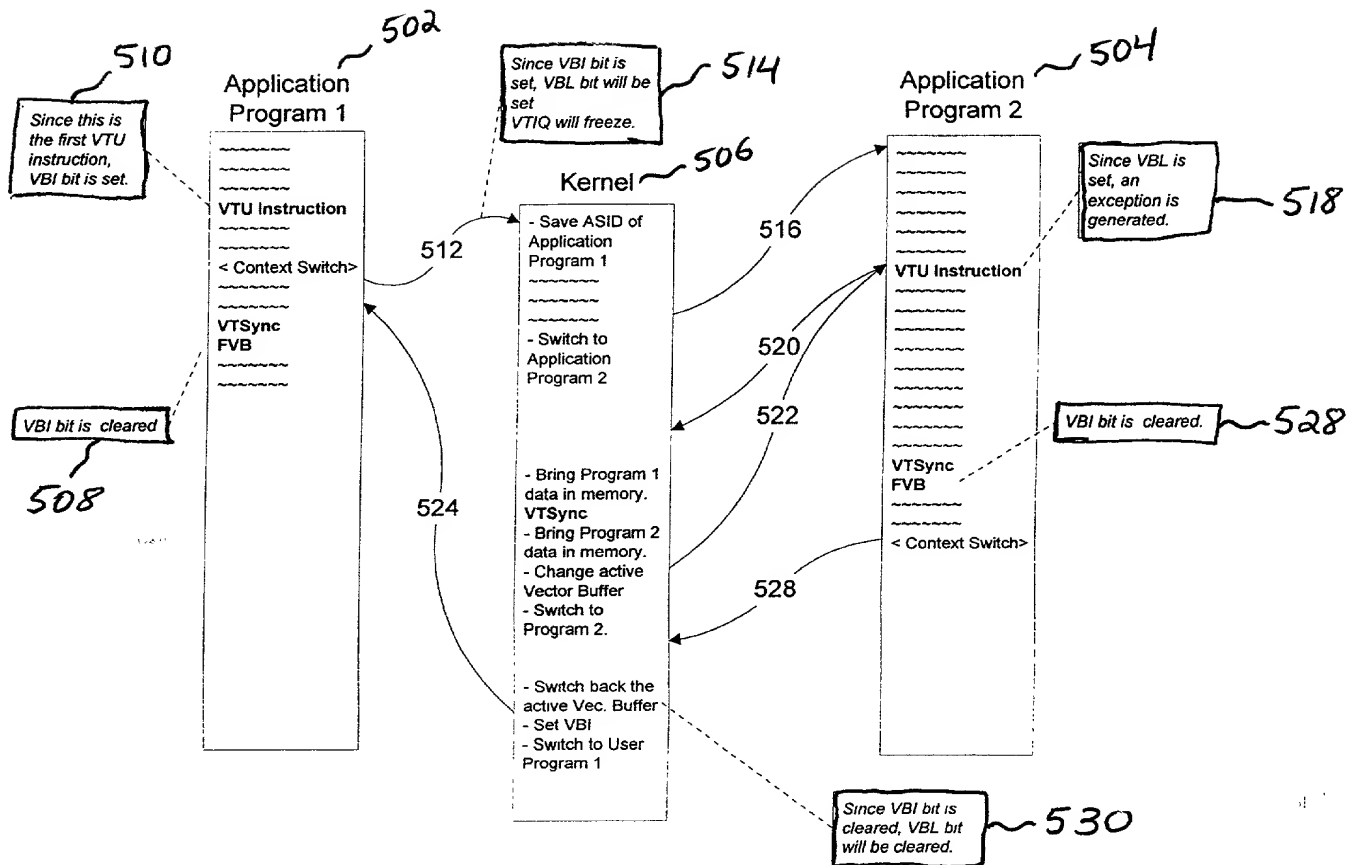 510
502
514
504
Application
Program 1
Since VBI bit is
set, VBL bit will be
set
VTIQ will freeze.
Application
Program 2
Since this is
the first VTU
instruction,
VBI bit is set.
506
Kernel
Since VBL is
set, an
exception is
generated.
518
~~~~~~~
~~~~~~~
~~~~~~~
VTU Instruction
~~~~~~~
~~~~~~~
< Context Switch>
~~~~~~~
~~~~~~~
VTSync
FVB
~~~~~~~
~~~~~~~
VBI bit is cleared
508
512
- Save ASID of
Application
Program 1
~~~~~~~
~~~~~~~
~~~~~~~
- Switch to
Application
Program 2
- Bring Program 1
data in memory.
VTSync
- Bring Program 2
data in memory.
- Change active
Vector Buffer
- Switch to
Program 2.
- Switch back the
active Vec. Buffer
- Set VBI
- Switch to User
Program 1
516
520
522
524
528
~~~~~~~
~~~~~~~
~~~~~~~
~~~~~~~
~~~~~~~
~~~~~~~
VTU Instruction
~~~~~~~
~~~~~~~
~~~~~~~
~~~~~~~
~~~~~~~
~~~~~~~
~~~~~~~
~~~~~~~
~~~~~~~
VTSync
FVB
~~~~~~~
~~~~~~~
< Context Switch>
VBI bit is cleared.
528
Since VBI bit is
cleared, VBL bit
will be cleared.
530